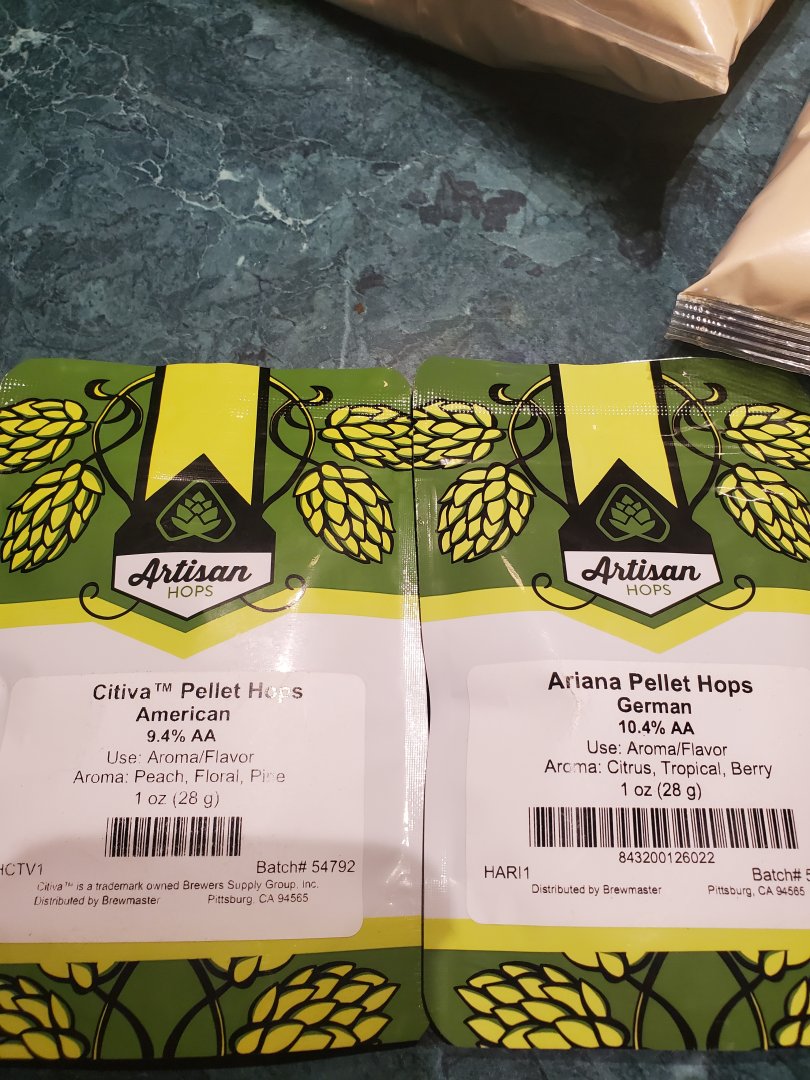 Artisan
HOPS
Citiva™ Pellet Hops
American
9.4% AA
Use: Aroma/Flavor
Aroma: Peach, Floral, Pine
1 oz (28 g)
HCTV1 Batch# 54792
Citiva™ is a trademark owned Brewers Supply Group, Inc.
Distributed by Brewmaster Pittsburg, CA 94565
Artisan
HOPS
Ariana Pellet Hops
German
10.4% AA
Use: Aroma/Flavor
Aroma: Citrus, Tropical, Berry
1 oz (28 g)
843200126022
HARI1 Batch# 5
Distributed by Brewmaster Pittsburg, CA 94565